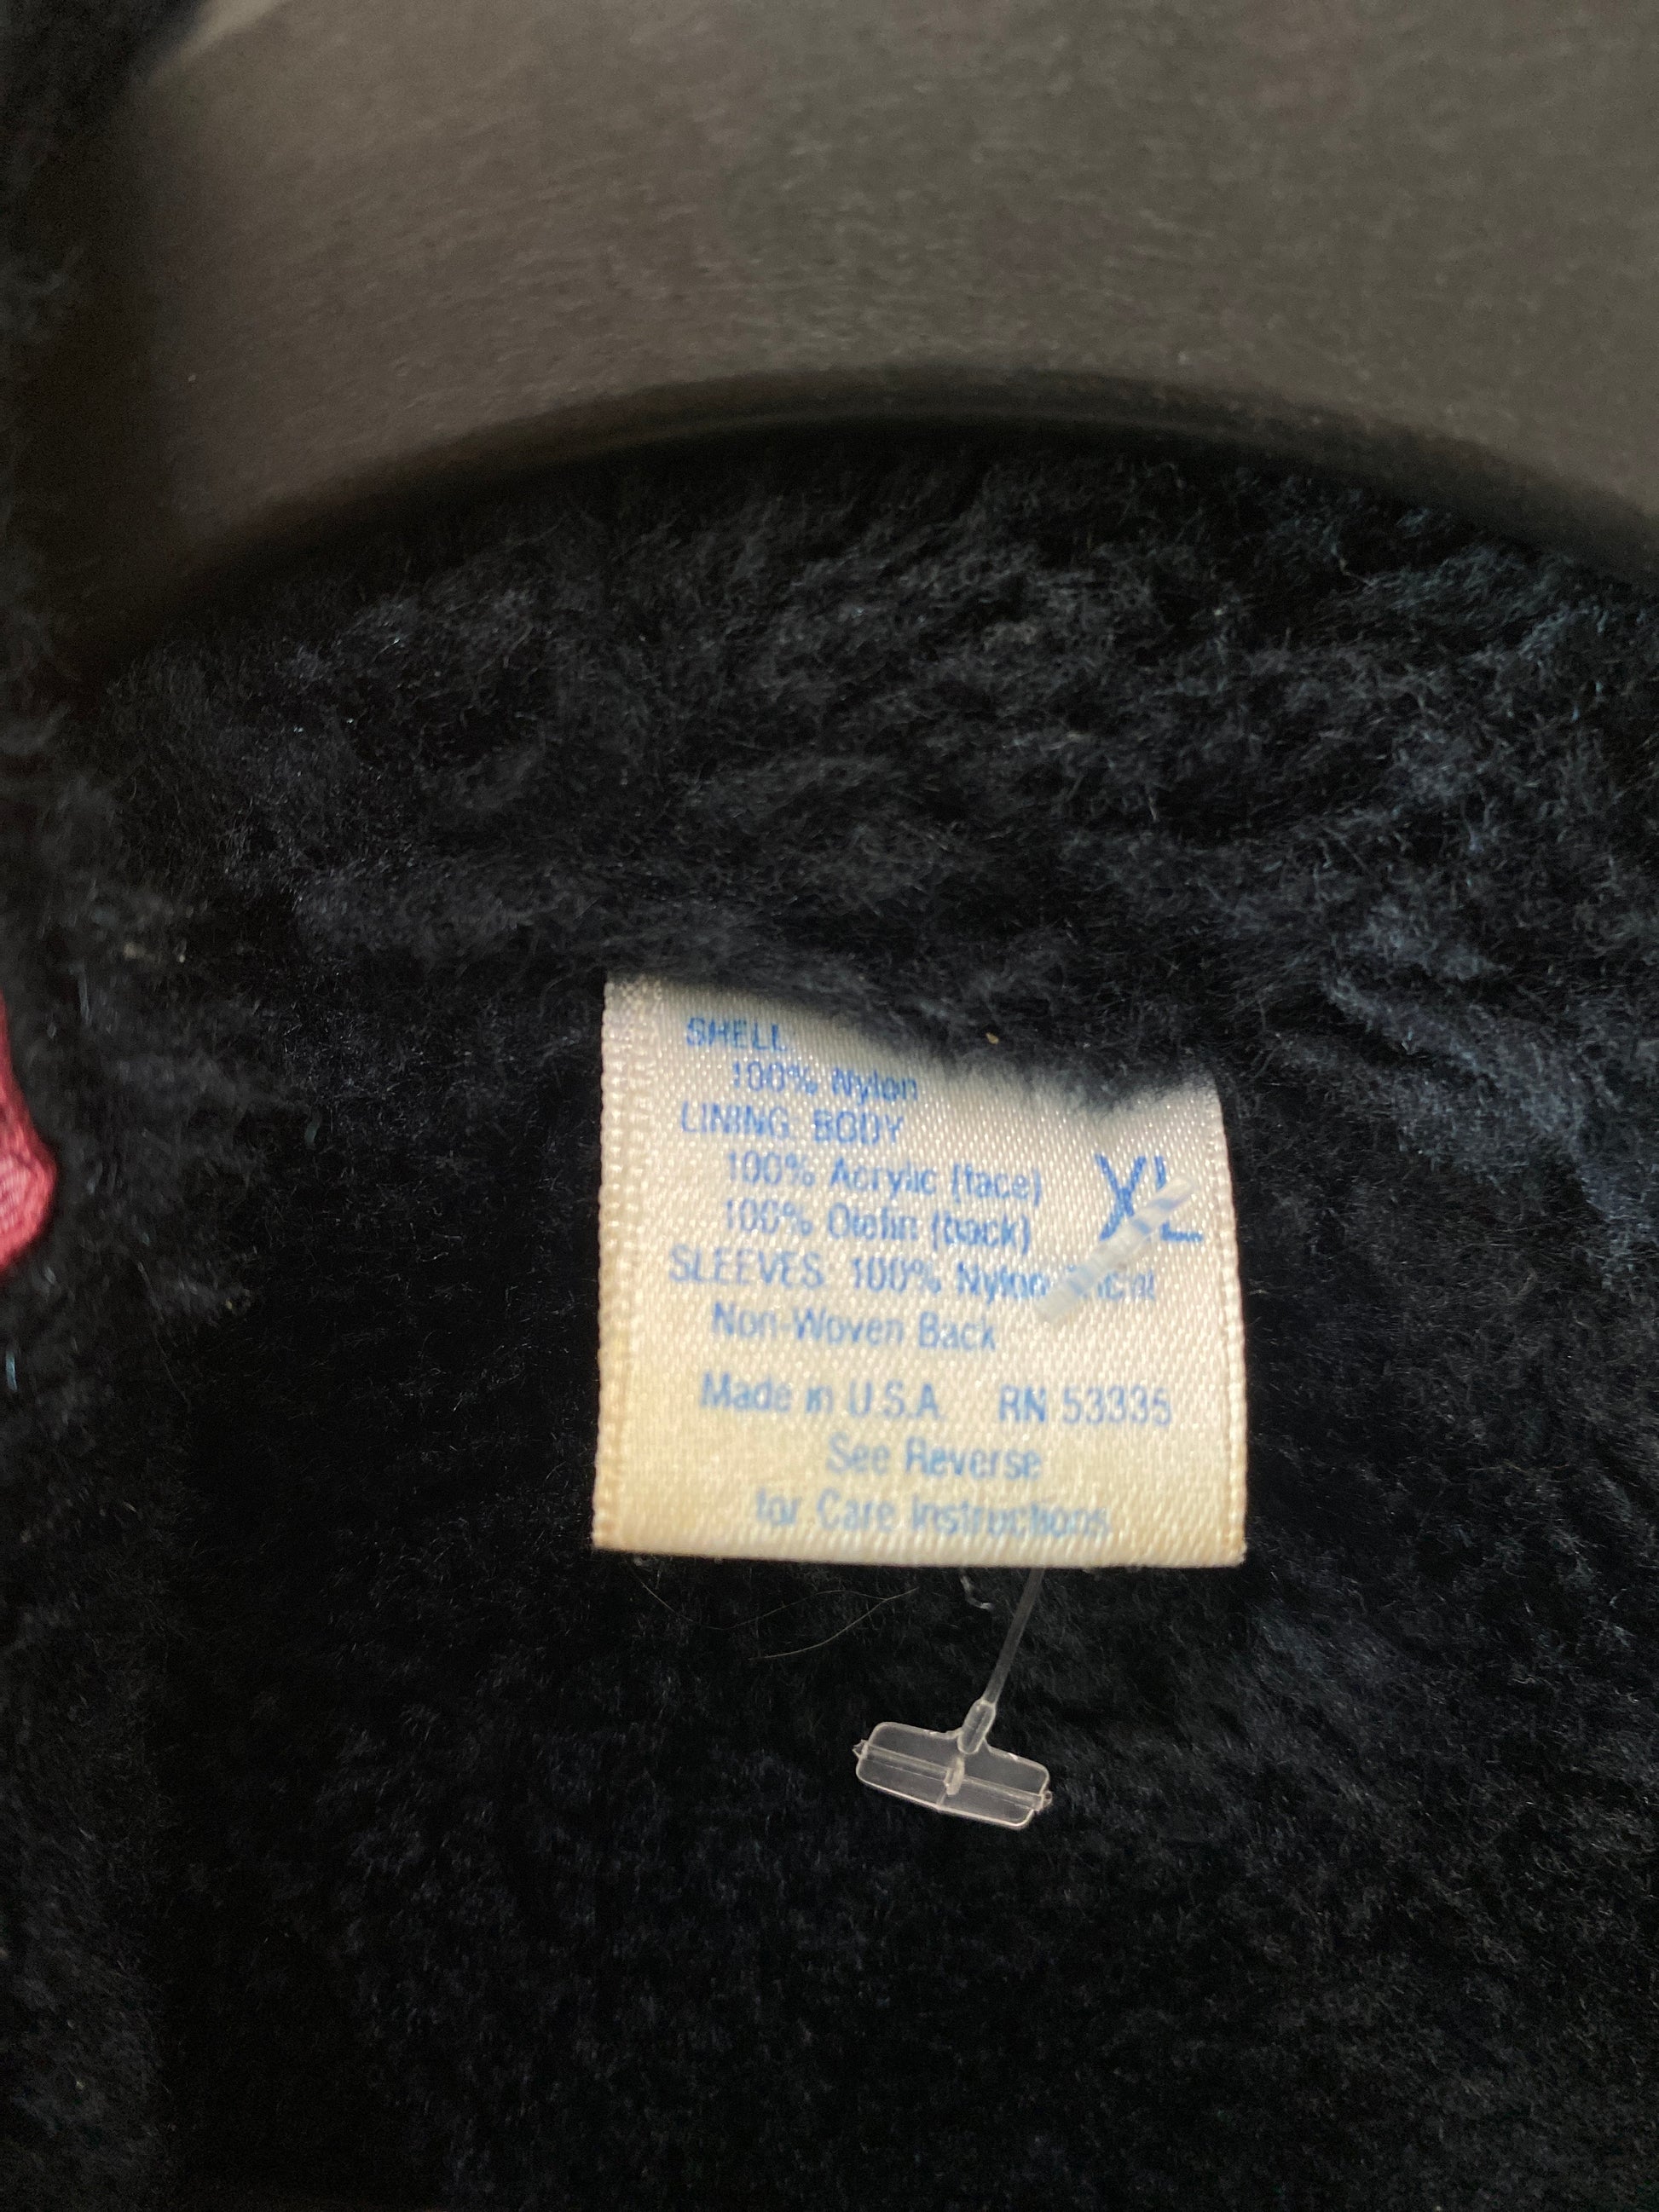 SHELL:
100% Nylon
LINING: BODY
100% Acrylic (face)
XL
100% Olefin (back)
SLEEVES: 100% Nylon
Non-Woven Back
Made in U.S.A. RN 53335
See Reverse
for Care Instructions